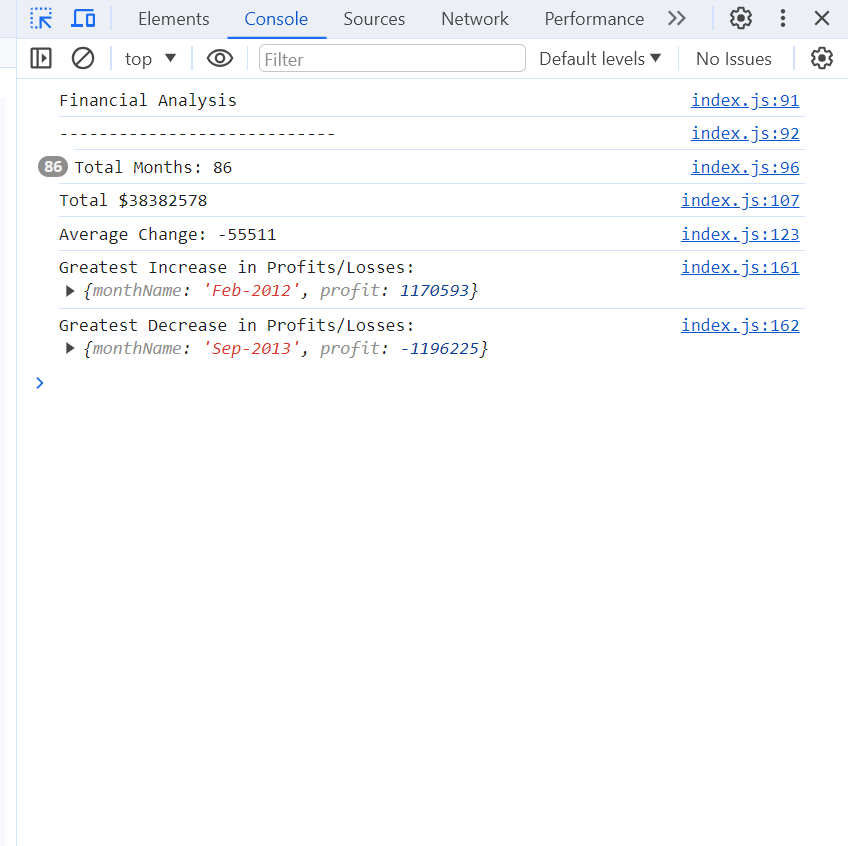 Elements Console Sources Network Performance
top ▼ Filter Default levels ▼ No Issues
Financial Analysis index.js:91
---------------------------- index.js:92
86 Total Months: 86 index.js:96
Total $38382578 index.js:107
Average Change: -55511 index.js:123
Greatest Increase in Profits/Losses: index.js:161
▶ {monthName: 'Feb-2012', profit: 1170593}
Greatest Decrease in Profits/Losses: index.js:162
▶ {monthName: 'Sep-2013', profit: -1196225}